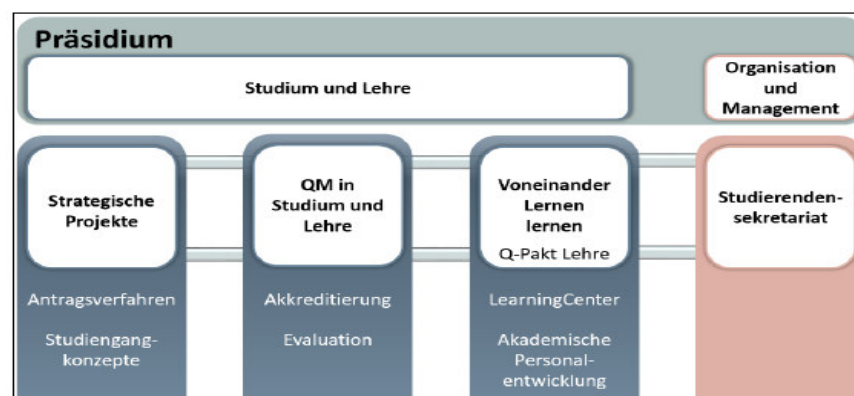 Präsidium
Studium und Lehre
Organisation
und
Management
Strategische
Projekte
QM in
Studium und
Lehre
Voneinander
Lernen
lernen
Q-Pakt Lehre
Studierenden-
sekretariat
Antragsverfahren
Studiengang-
konzepte
Akkreditierung
Evaluation
LearningCenter
Akademische
Personal-
entwicklung